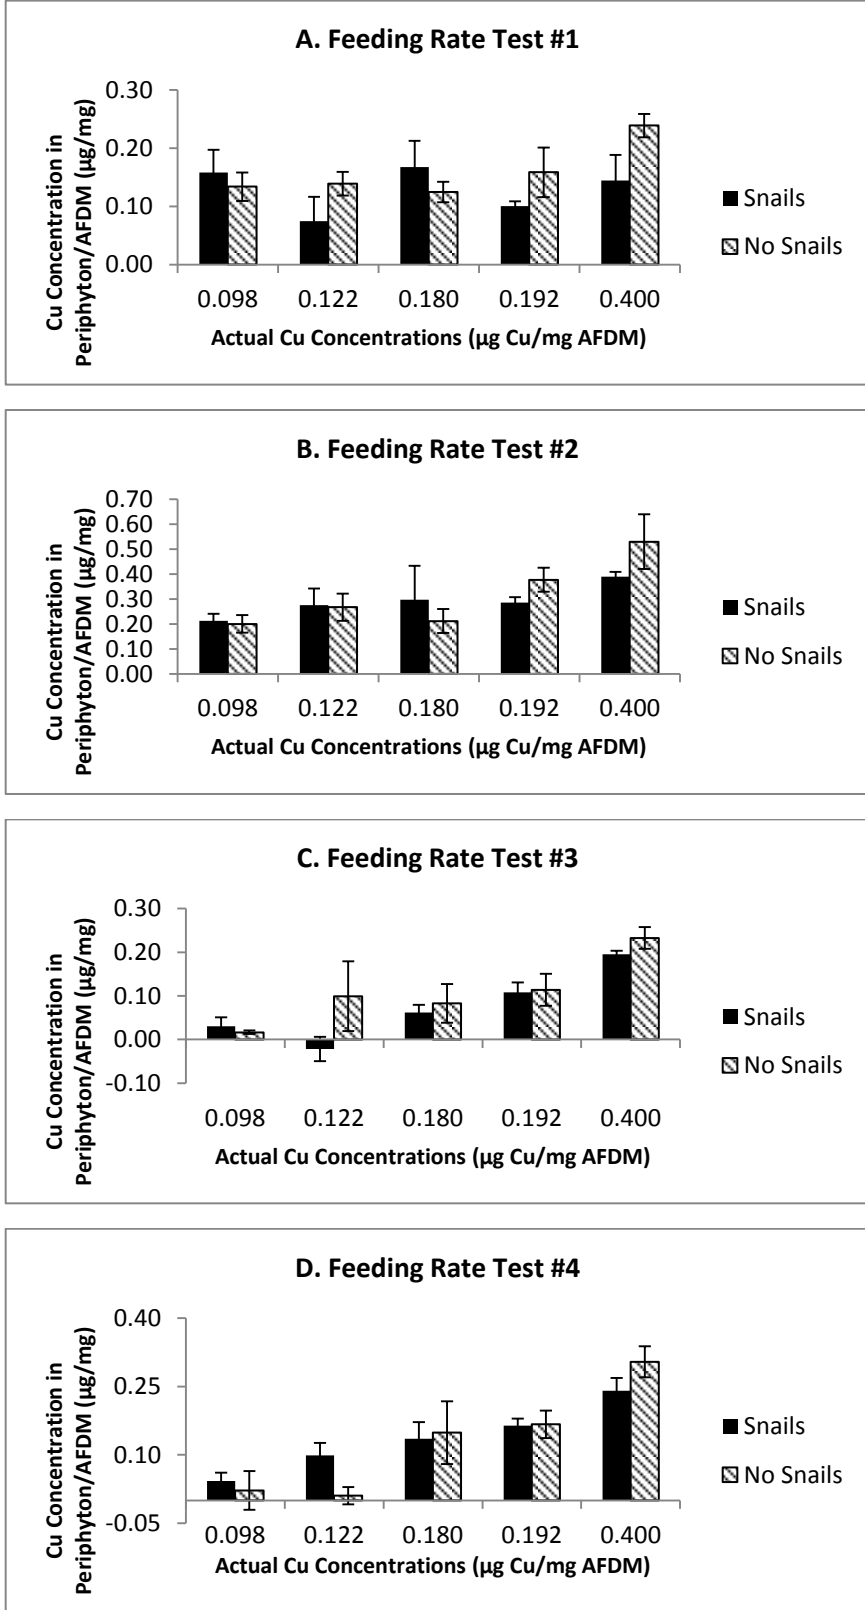 A. Feeding Rate Test #1
Cu Concentration in
Periphyton/AFDM (µg/mg)
0.30
0.20
0.10
0.00
0.098 0.122 0.180 0.192 0.400
Actual Cu Concentrations (µg Cu/mg AFDM)
Snails
No Snails
B. Feeding Rate Test #2
Cu Concentration in
Periphyton/AFDM (µg/mg)
0.70
0.60
0.50
0.40
0.30
0.20
0.10
0.00
0.098 0.122 0.180 0.192 0.400
Actual Cu Concentrations (µg Cu/mg AFDM)
Snails
No Snails
C. Feeding Rate Test #3
Cu Concentration in
Periphyton/AFDM (µg/mg)
0.30
0.20
0.10
0.00
-0.10
0.098 0.122 0.180 0.192 0.400
Actual Cu Concentrations (µg Cu/mg AFDM)
Snails
No Snails
D. Feeding Rate Test #4
Cu Concentration in
Periphyton/AFDM (µg/mg)
0.40
0.25
0.10
-0.05
0.098 0.122 0.180 0.192 0.400
Actual Cu Concentrations (µg Cu/mg AFDM)
Snails
No Snails